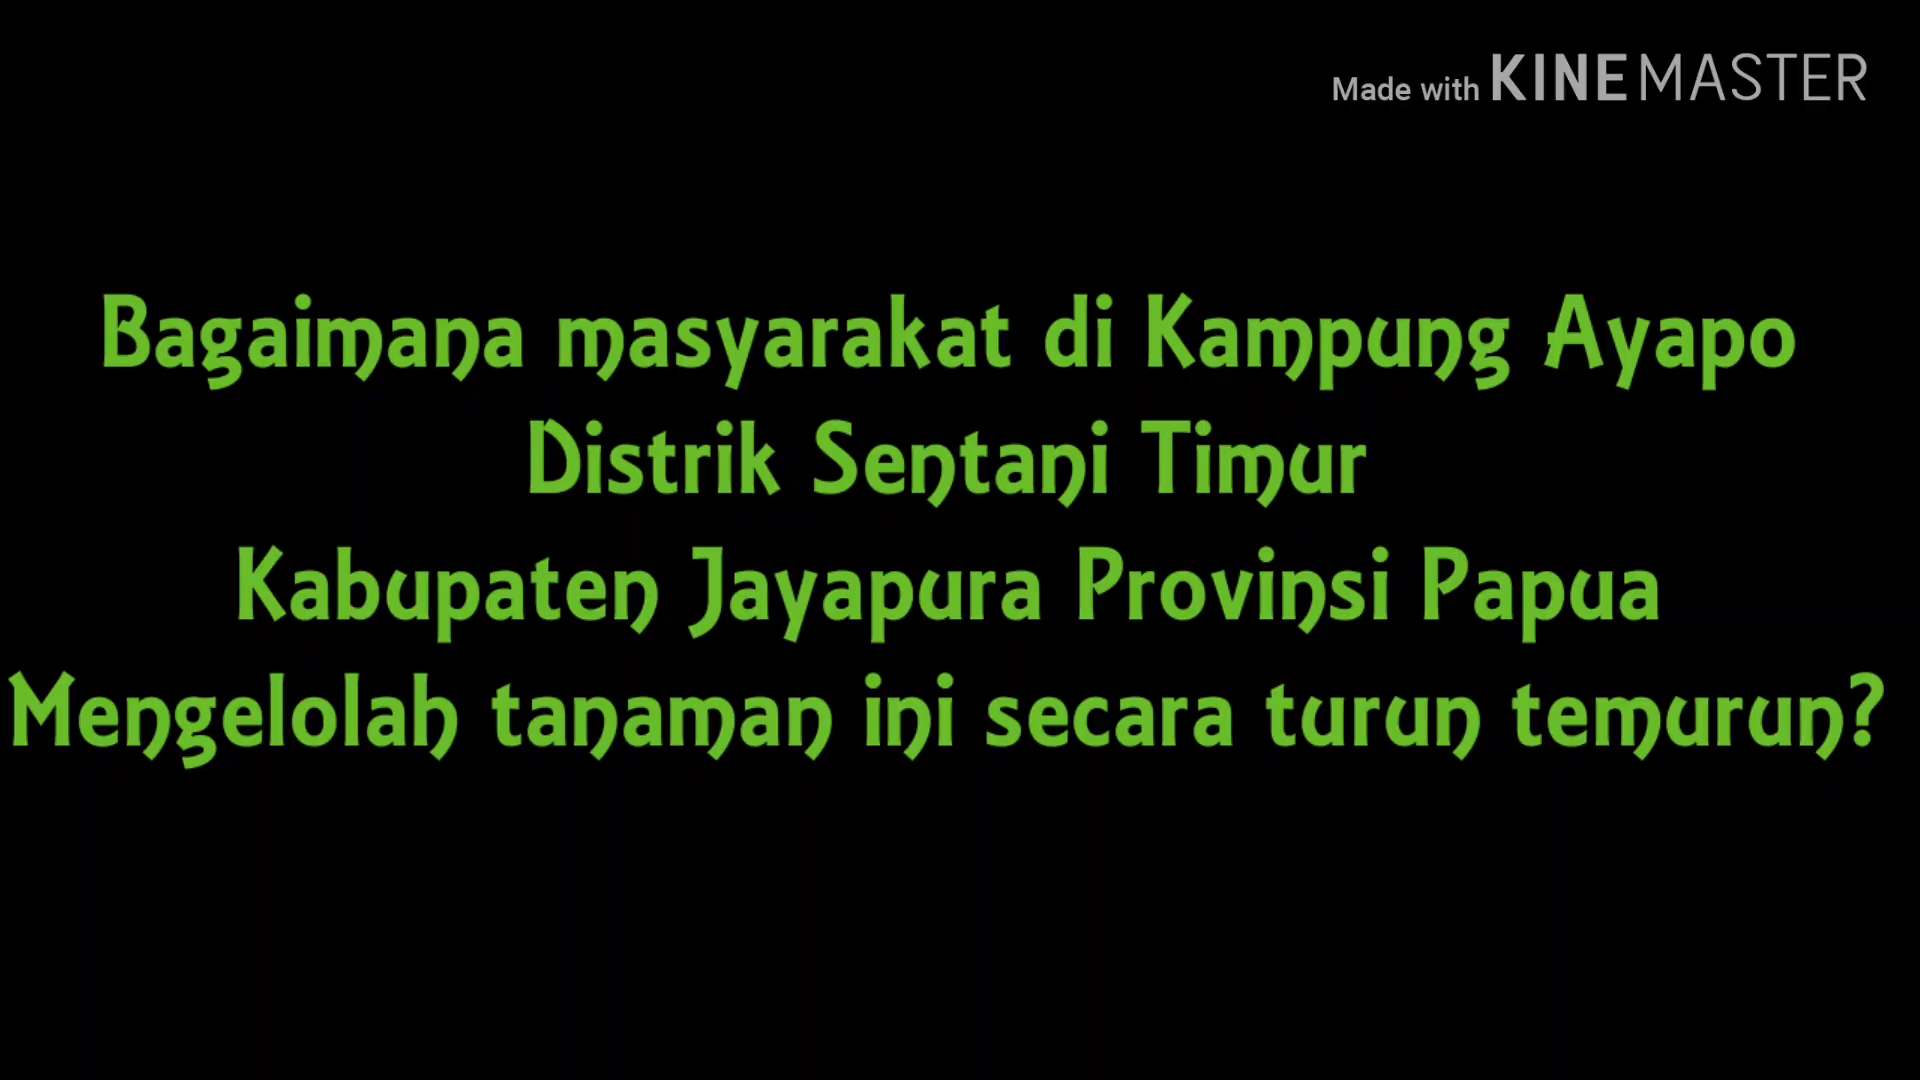 Made with KINEMASTER
Bagaimana masyarakat di Kampung Ayapo
Distrik Sentani Timur
Kabupaten Jayapura Provinsi Papua
Mengelolah tanaman ini secara turun temurun?